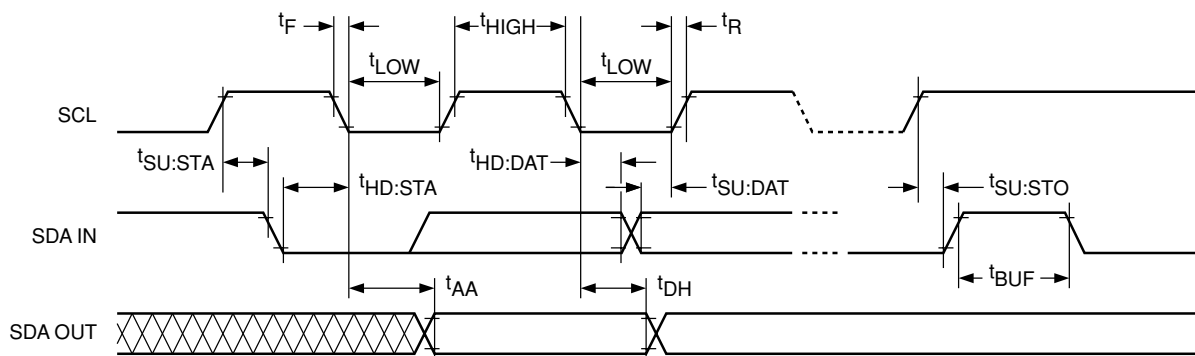 tF
tHIGH
tR
tLOW
tLOW
SCL
tSU:STA
tHD:STA
tHD:DAT
tSU:DAT
tSU:STO
SDA IN
tBUF
tAA
tDH
SDA OUT